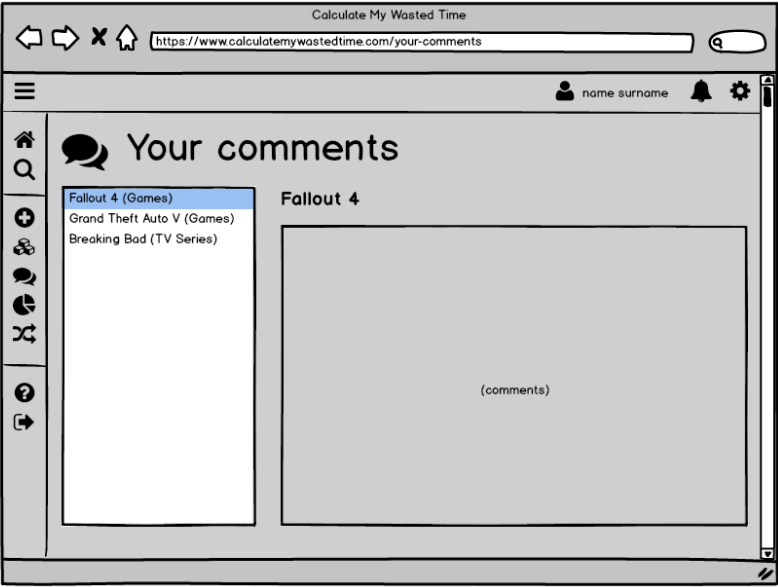 Calculate My Wasted Time
https://www.calculatemywastedtime.com/your-comments
name surname
Your comments
Fallout 4 (Games)
Grand Theft Auto V (Games)
Breaking Bad (TV Series)
Fallout 4
(comments)